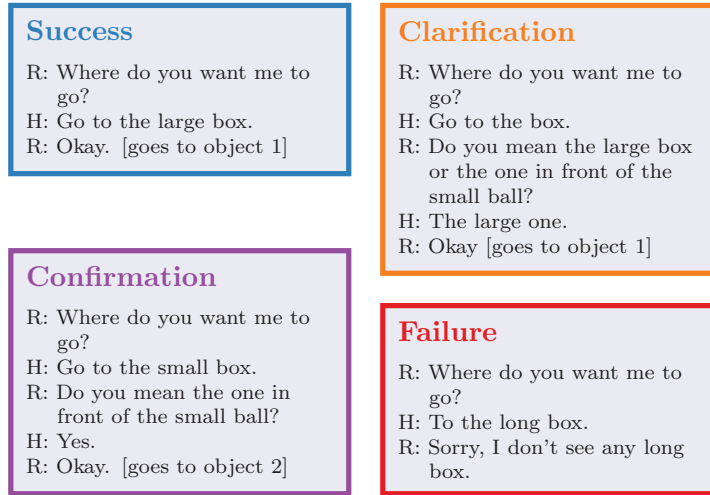 Success
R: Where do you want me to
go?
H: Go to the large box.
R: Okay. [goes to object 1]
Confirmation
R: Where do you want me to
go?
H: Go to the small box.
R: Do you mean the one in
front of the small ball?
H: Yes.
R: Okay. [goes to object 2]
Clarification
R: Where do you want me to
go?
H: Go to the box.
R: Do you mean the large box
or the one in front of the
small ball?
H: The large one.
R: Okay [goes to object 1]
Failure
R: Where do you want me to
go?
H: To the long box.
R: Sorry, I don't see any long
box.